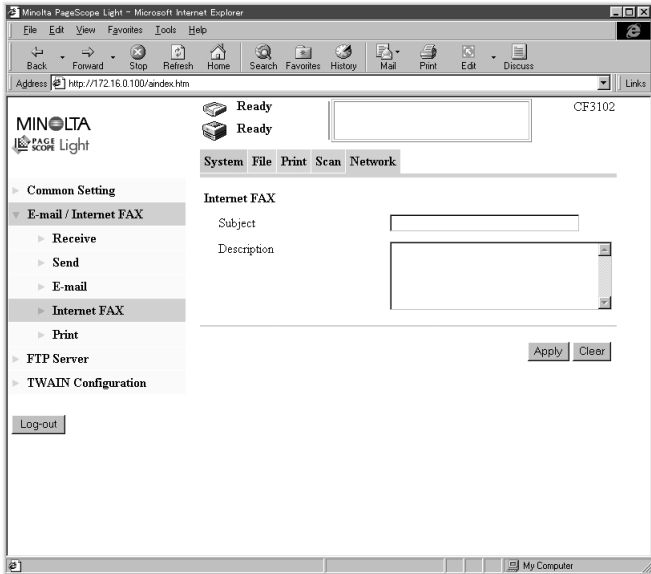 Minolta PageScope Light - Microsoft Internet Explorer
File Edit View Favorites Tools Help
Back Forward Stop Refresh Home Search Favorites History Mail Print Edit Discuss
Address http://172.16.0.100/aindex.htm Links
MINOLTA
PAGE SCOPE Light
Ready
Ready
CF3102
System File Print Scan Network
Common Setting
E-mail / Internet FAX
Receive
Send
E-mail
Internet FAX
Print
FTP Server
TWAIN Configuration
Log-out
Internet FAX
Subject
Description
Apply Clear
My Computer